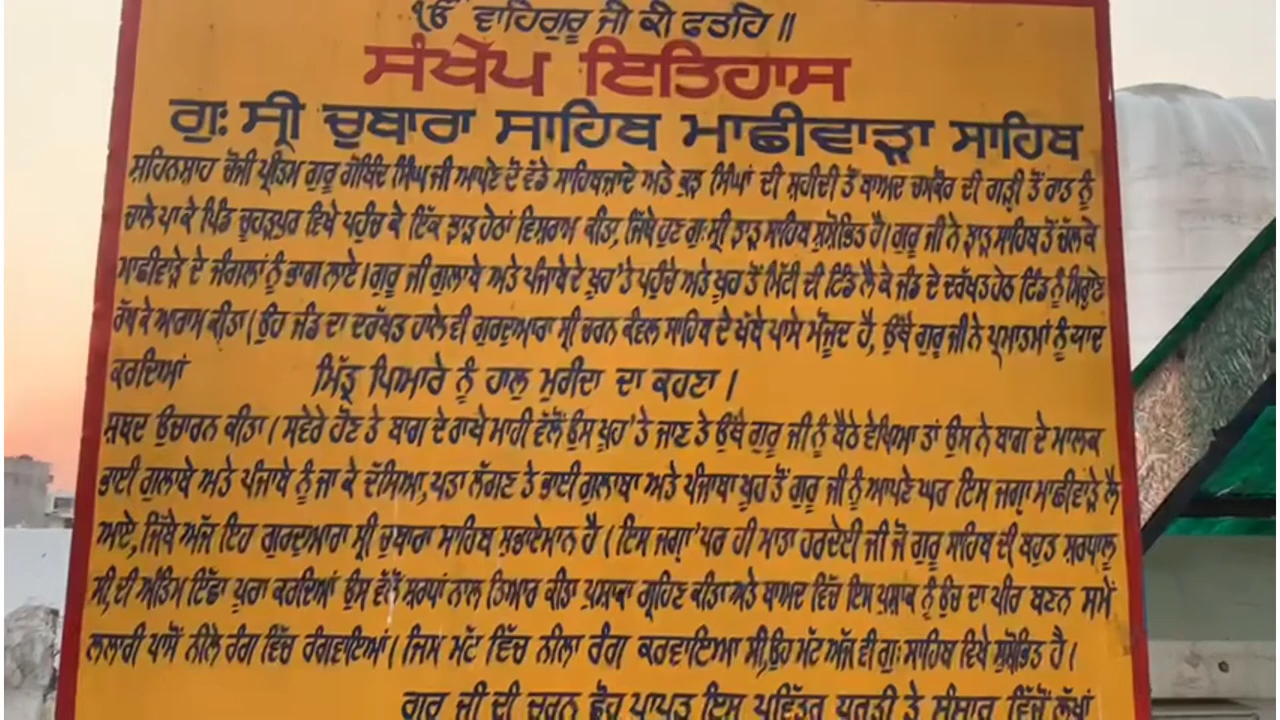 ੴ ਵਾਹਿਗੁਰੂ ਜੀ ਕੀ ਫਤਹਿ ॥
ਸੰਖੇਪ ਇਤਿਹਾਸ
ਗੁ: ਸ੍ਰੀ ਚੁਬਾਰਾ ਸਾਹਿਬ ਮਾਛੀਵਾੜਾ ਸਾਹਿਬ
ਸ਼ਹਿਨਸ਼ਾਹ ਚੋਜੀ ਪ੍ਰੀਤਮ ਗੁਰੂ ਗੋਬਿੰਦ ਸਿੰਘ ਜੀ ਆਪਣੇ ਦੋ ਵੱਡੇ ਸਾਹਿਬਜ਼ਾਦੇ ਅਤੇ ਕੁਝ ਸਿੰਘਾਂ ਦੀ ਸ਼ਹੀਦੀ ਤੋਂ ਬਾਅਦ ਚਮਕੌਰ ਦੀ ਗੜ੍ਹੀ ਤੋਂ ਰਾਤ ਨੂੰ
ਚਾਲੇ ਪਾ ਕੇ ਪਿੰਡ ਚੂਹੜਪੁਰ ਵਿਖੇ ਪਹੁੰਚ ਕੇ ਇੱਕ ਝਾੜ ਹੇਠਾਂ ਵਿਸ਼ਰਾਮ ਕੀਤਾ, ਜਿੱਥੇ ਹੁਣ ਗੁ: ਸ੍ਰੀ ਝਾੜ ਸਾਹਿਬ ਸੁਸ਼ੋਭਿਤ ਹੈ। ਗੁਰੂ ਜੀ ਨੇ ਝਾੜ ਸਾਹਿਬ ਤੋਂ ਚੱਲ ਕੇ
ਮਾਛੀਵਾੜੇ ਦੇ ਜੰਗਲਾਂ ਨੂੰ ਭਾਗ ਲਾਏ। ਗੁਰੂ ਜੀ ਗੁਲਾਬੇ ਅਤੇ ਪੰਜਾਬੇ ਦੇ ਖੂਹ 'ਤੇ ਪਹੁੰਚੇ ਅਤੇ ਖੂਹ ਤੋਂ ਮਿੱਟੀ ਦੀ ਟਿੰਡ ਲੈ ਕੇ ਜੰਡ ਦੇ ਦਰੱਖਤ ਹੇਠ ਟਿੰਡ ਨੂੰ ਸਿਰ੍ਹਾਣੇ
ਰੱਖ ਕੇ ਅਰਾਮ ਕੀਤਾ। ਉਹ ਜੰਡ ਦਾ ਦਰੱਖਤ ਹਾਲੇ ਵੀ ਗੁਰਦੁਆਰਾ ਸ੍ਰੀ ਚਰਨ ਕੰਵਲ ਸਾਹਿਬ ਦੇ ਖੱਬੇ ਪਾਸੇ ਮੌਜੂਦ ਹੈ, ਉੱਥੇ ਗੁਰੂ ਜੀ ਨੇ ਪ੍ਰਮਾਤਮਾਂ ਨੂੰ ਯਾਦ
ਕਰਦਿਆਂ ਮਿੱਤ੍ਰ ਪਿਆਰੇ ਨੂੰ ਹਾਲੁ ਮੁਰੀਦਾ ਦਾ ਕਹਣਾ।
ਸ਼ਬਦ ਉਚਾਰਨ ਕੀਤਾ। ਸਵੇਰੇ ਹੋਣ ਤੇ ਬਾਗ ਦੇ ਰਾਖੇ ਮਾਹੀ ਵੱਲੋਂ ਉਸ ਖੂਹ 'ਤੇ ਜਾਣ ਤੇ ਉੱਥੇ ਗੁਰੂ ਜੀ ਨੂੰ ਬੈਠੇ ਵੇਖਿਆ ਤਾਂ ਉਸ ਨੇ ਬਾਗ ਦੇ ਮਾਲਕ
ਭਾਈ ਗੁਲਾਬੇ ਅਤੇ ਪੰਜਾਬੇ ਨੂੰ ਜਾ ਕੇ ਦੱਸਿਆ, ਪਤਾ ਲੱਗਣ ਤੇ ਭਾਈ ਗੁਲਾਬਾ ਅਤੇ ਪੰਜਾਬਾ ਖੂਹ ਤੋਂ ਗੁਰੂ ਜੀ ਨੂੰ ਆਪਣੇ ਘਰ ਇਸ ਜਗ੍ਹਾ ਮਾਛੀਵਾੜੇ ਲੈ
ਆਏ, ਜਿੱਥੇ ਅੱਜ ਇਹ ਗੁਰਦੁਆਰਾ ਸ੍ਰੀ ਚੁਬਾਰਾ ਸਾਹਿਬ ਸੁਭਾਏਮਾਨ ਹੈ। ਇਸ ਜਗ੍ਹਾ 'ਪਰ ਹੀ ਮਾਤਾ ਹਰਦੇਈ ਜੀ ਜੋ ਗੁਰੂ ਸਾਹਿਬ ਦੀ ਬਹੁਤ ਸ਼ਰਧਾਲੂ
ਸੀ, ਦੀ ਅੰਤਿਮ ਇੱਛਾ ਪੂਰੀ ਕਰਦਿਆਂ ਉਸ ਵੱਲੋਂ ਸ਼ਰਧਾ ਨਾਲ ਤਿਆਰ ਕੀਤਾ ਪੁਸ਼ਾਕਾ ਗ੍ਰਹਿਣ ਕੀਤਾ ਅਤੇ ਬਾਅਦ ਵਿੱਚ ਇਸ ਪੁਸ਼ਾਕ ਨੂੰ ਉੱਚ ਦਾ ਪੀਰ ਬਣਨ ਸਮੇਂ
ਲਲਾਰੀ ਪਾਸੋਂ ਨੀਲੇ ਰੰਗ ਵਿੱਚ ਰੰਗਵਾਇਆਂ। ਜਿਸ ਮੱਟ ਵਿੱਚ ਨੀਲਾ ਰੰਗ ਕਰਵਾਇਆ ਸੀ, ਉਹ ਮੱਟ ਅੱਜ ਵੀ ਗੁ: ਸਾਹਿਬ ਵਿਖੇ ਸੁਸ਼ੋਭਿਤ ਹੈ।
ਗੁਰੂ ਜੀ ਦੀ ਚਰਨ ਛੋਹ ਪ੍ਰਾਪਤ ਇਸ ਪਵਿੱਤਰ ਧਰਤੀ ਤੇ ਸੰਸਾਰ ਵਿੱਚੋਂ ਲੱਖਾਂ